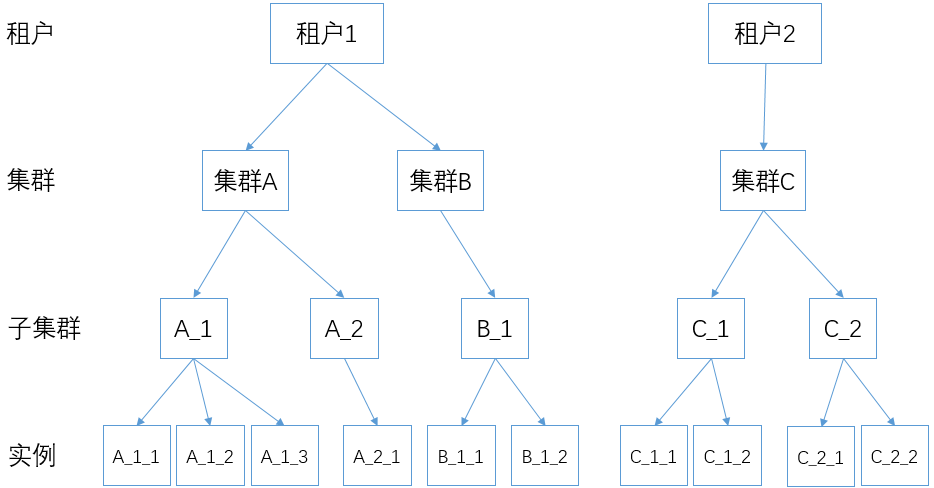 租户 租户1 租户2
集群 集群A 集群B 集群C
子集群 A_1 A_2 B_1 C_1 C_2
实例 A_1_1 A_1_2 A_1_3 A_2_1 B_1_1 B_1_2 C_1_1 C_1_2 C_2_1 C_2_2